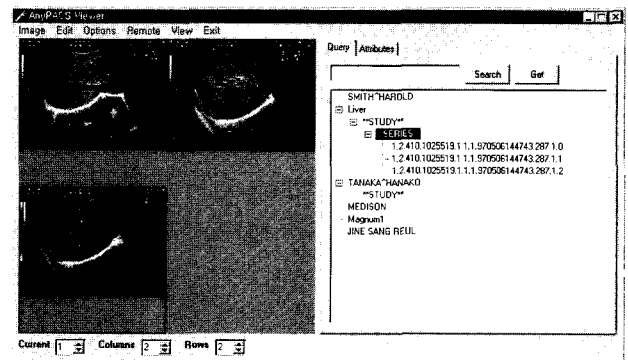 AnyPACS Viewer
Image Edit Options Remote View Exit
Query Attributes
Search Get
SMITH^HAROLD
Liver
**STUDY**
SERIES
1.2.410.1025519.1.1.1.970506144743.287.1.0
1.2.410.1025519.1.1.1.970506144743.287.1.1
1.2.410.1025519.1.1.1.970506144743.287.1.2
TANAKA^HANAKO
**STUDY**
MEDISON
Magnum1
JINE SANG REUL
Current 1 Columns 2 Rows 2